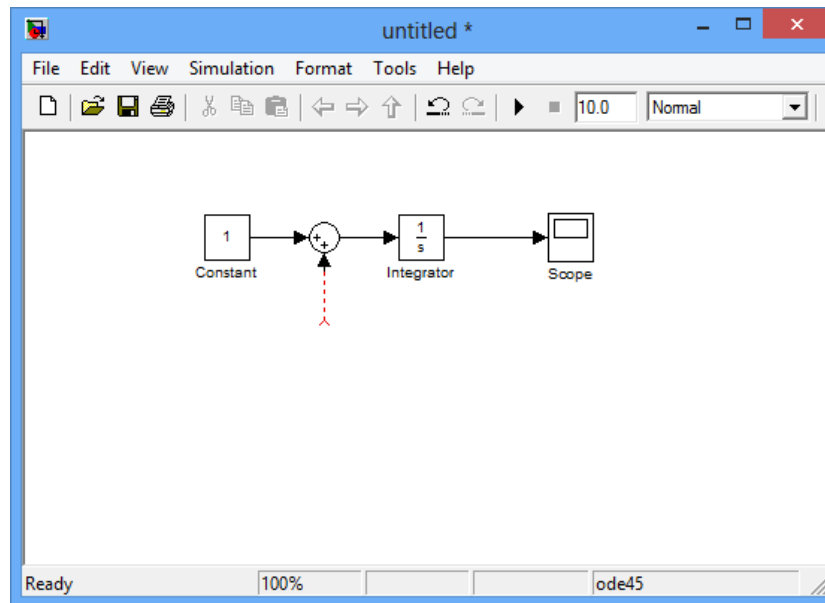 untitled *
File Edit View Simulation Format Tools Help
10.0 Normal
1
+
+
1
s
Constant
Integrator
Scope
Ready 100% ode45